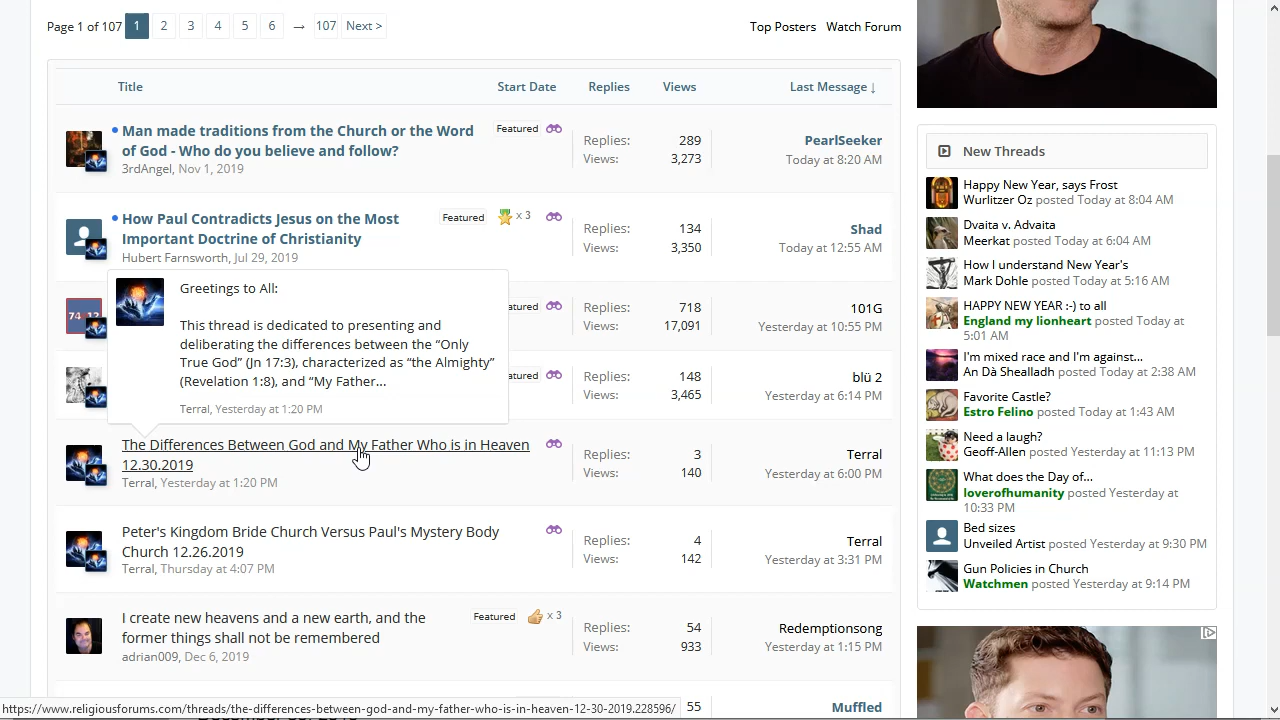 Page 1 of 107 1 2 3 4 5 6 → 107 Next >
Top Posters Watch Forum
Title Start Date Replies Views Last Message ↓
Man made traditions from the Church or the Word
of God - Who do you believe and follow?
3rdAngel, Nov 1, 2019
Featured
Replies: 289
Views: 3,273
PearlSeeker
Today at 8:20 AM
How Paul Contradicts Jesus on the Most
Important Doctrine of Christianity
Hubert Farnsworth, Jul 29, 2019
Featured x 3
Replies: 134
Views: 3,350
Shad
Today at 12:55 AM
Greetings to All:
This thread is dedicated to presenting and
deliberating the differences between the “Only
True God” (Jn 17:3), characterized as “the Almighty”
(Revelation 1:8), and “My Father...
Terral, Yesterday at 1:20 PM
atured
Replies: 718
Views: 17,091
101G
Yesterday at 10:55 PM
atured
Replies: 148
Views: 3,465
blü 2
Yesterday at 6:14 PM
The Differences Between God and My Father Who is in Heaven
12.30.2019
Terral, Yesterday at 1:20 PM
Replies: 3
Views: 140
Terral
Yesterday at 6:00 PM
Peter's Kingdom Bride Church Versus Paul's Mystery Body
Church 12.26.2019
Terral, Thursday at 4:07 PM
Replies: 4
Views: 142
Terral
Yesterday at 3:31 PM
I create new heavens and a new earth, and the
former things shall not be remembered
adrian009, Dec 6, 2019
Featured x 3
Replies: 54
Views: 933
Redemptionsong
Yesterday at 1:15 PM
55
Muffled
https://www.religiousforums.com/threads/the-differences-between-god-and-my-father-who-is-in-heaven-12-30-2019.228596/
New Threads
Happy New Year, says Frost
Wurlitzer Oz posted Today at 8:04 AM
Dvaita v. Advaita
Meerkat posted Today at 6:04 AM
How I understand New Year's
Mark Dohle posted Today at 5:16 AM
HAPPY NEW YEAR :-) to all
England my lionheart posted Today at
5:01 AM
I'm mixed race and I'm against...
An Dà Shealladh posted Today at 2:38 AM
Favorite Castle?
Estro Felino posted Today at 1:43 AM
Need a laugh?
Geoff-Allen posted Yesterday at 11:13 PM
What does the Day of...
loverofhumanity posted Yesterday at
10:33 PM
Bed sizes
Unveiled Artist posted Yesterday at 9:30 PM
Gun Policies in Church
Watchmen posted Yesterday at 9:14 PM